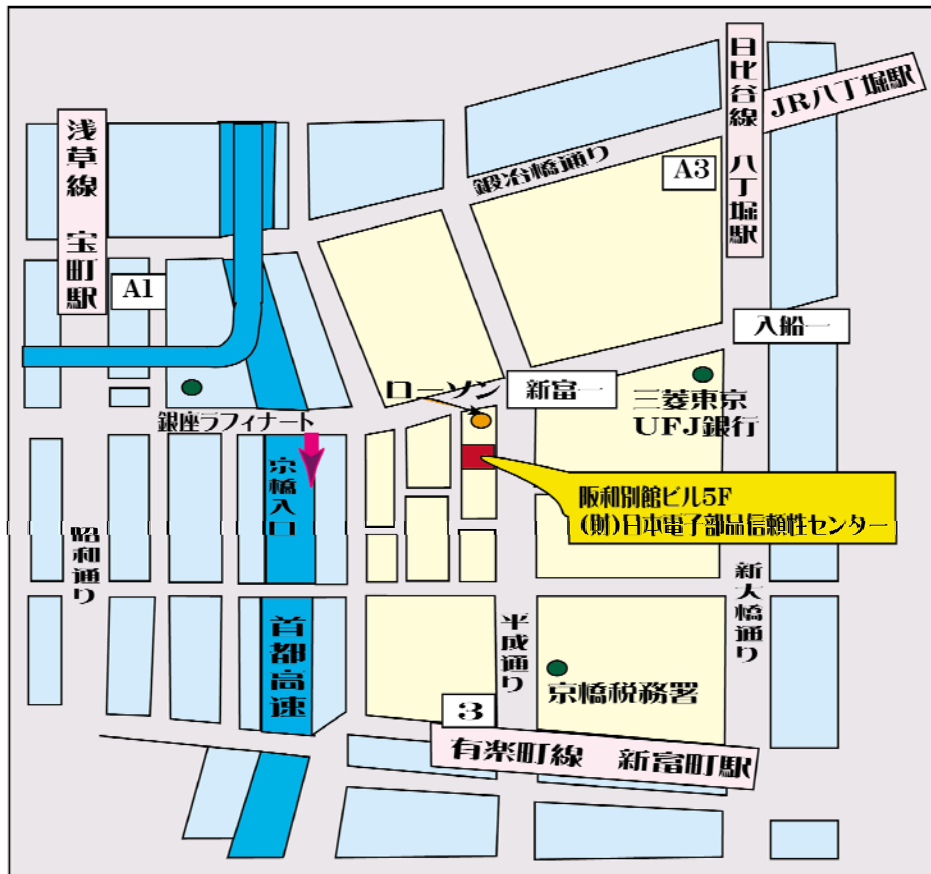 日比谷線 八丁堀駅
JR八丁堀駅
浅草線 宝町駅
鍛冶橋通り
A3
A1
入船一
ローソン
新富一
三菱東京
UFJ銀行
銀座ラフィナート
京橋入口
阪和別館ビル5F
(財)日本電子部品信頼性センター
昭和通り
新大橋通り
首都高速
平成通り
京橋税務署
3
有楽町線 新富町駅